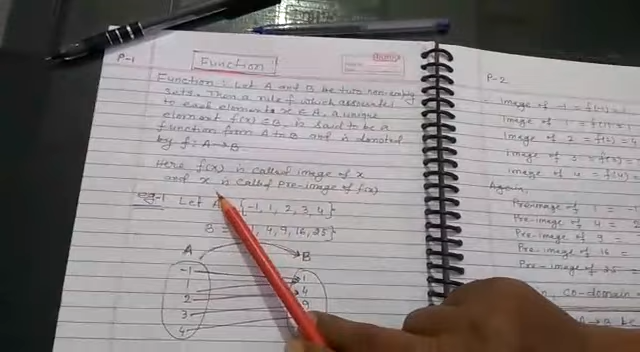 P-1
Function
Function: Let A and B be two non-empty
sets. Then a rule f which associates
to each elements x ∈ A, a unique
element f(x) ∈ B, is said to be a
function from A to B and is denoted
by f: A→B
Here f(x) is called image of x
and x is called pre-image of f(x)
eg-1 Let A {-1, 1, 2, 3, 4}
B = 1, 4, 9, 16, 25}
A B
-1 1
1 4
2 9
3
4
P-2
Image of -1 = f(-1)
Image of 1 = f(1)
Image of 2 = f(2)
Image of 3 = f(3)
Image of 4 = f(4)
Again,
Pre-image of 1 =
Pre-image of 4 =
Pre-image of 9 =
Pre-image of 16 =
Pre-image of 25
co-domain
A→B be